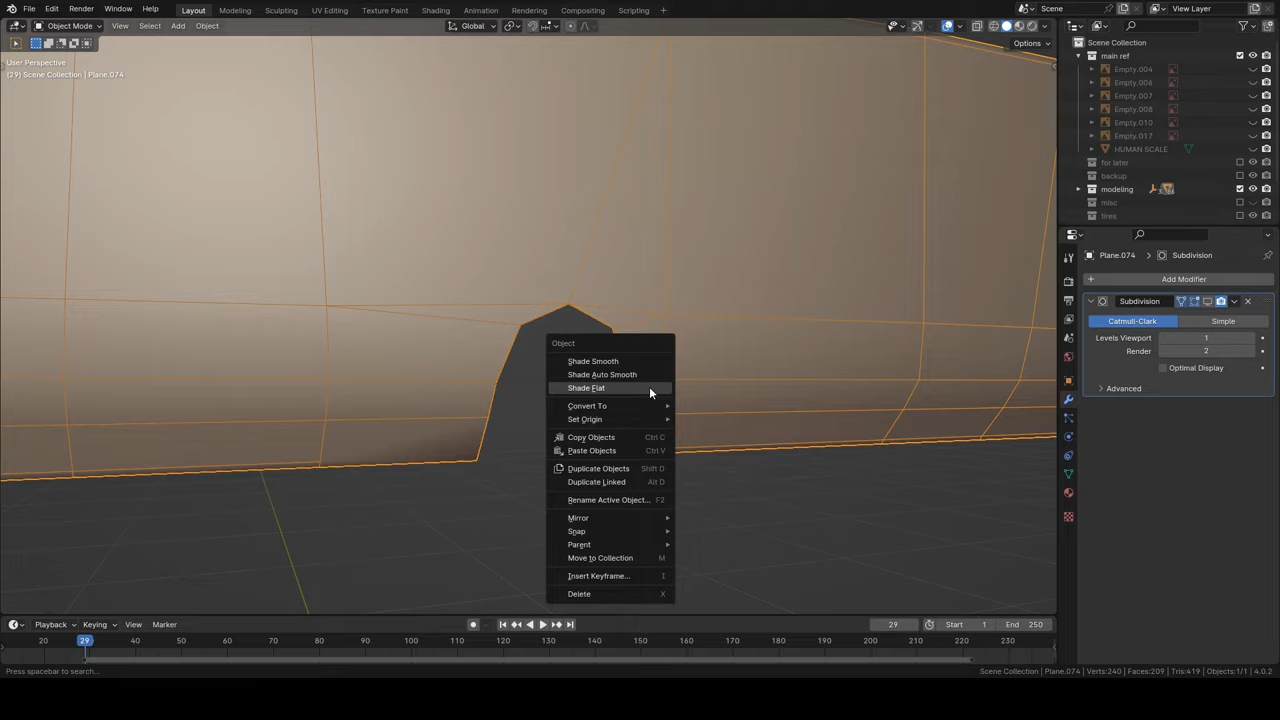 File Edit Render Window Help
Layout Modeling Sculpting UV Editing Texture Paint Shading Animation Rendering Compositing Scripting
Scene View Layer
Object Mode View Select Add Object Global
Options
User Perspective
(29) Scene Collection | Plane.074
Object
Shade Smooth
Shade Auto Smooth
Shade Flat
Convert To
Set Origin
Copy Objects Ctrl C
Paste Objects Ctrl V
Duplicate Objects Shift D
Duplicate Linked Alt D
Rename Active Object... F2
Mirror
Snap
Parent
Move to Collection M
Insert Keyframe... I
Delete X
Scene Collection
main ref
Empty.004
Empty.006
Empty.007
Empty.008
Empty.010
Empty.017
HUMAN SCALE
for later
backup
modeling
misc
tires
Plane.074 > Subdivision
+ Add Modifier
Subdivision
Catmull-Clark Simple
Levels Viewport 1
Render 2
Optimal Display
> Advanced
Playback Keying View Marker 29 Start 1 End 250
20 29 40 50 60 70 80 90 100 110 120 130 140 150 160 170 180 190 200 210 220 230
Press spacebar to search...
Scene Collection | Plane.074 | Verts:240 | Faces:209 | Tris:419 | Objects:1/1 | 4.0.2